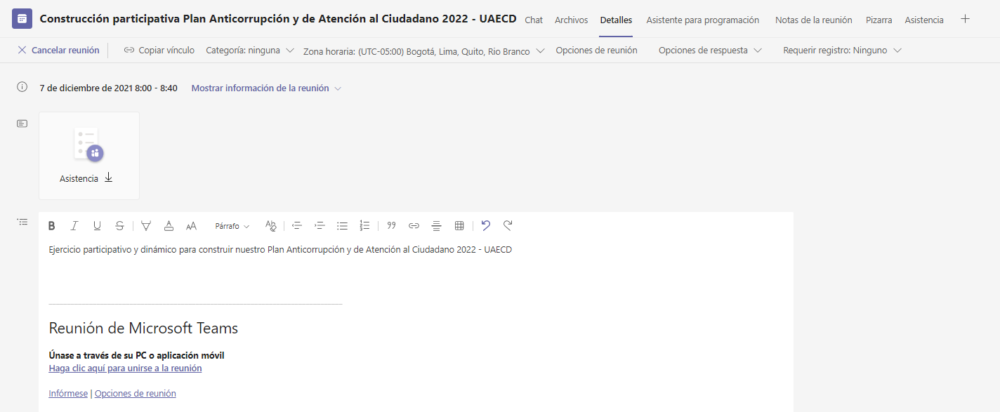 Construcción participativa Plan Anticorrupción y de Atención al Ciudadano 2022 - UAECD Chat Archivos Detalles Asistente para programación Notas de la reunión Pizarra Asistencia
Cancelar reunión Copiar vínculo Categoría: ninguna Zona horaria: (UTC-05:00) Bogotá, Lima, Quito, Rio Branco Opciones de reunión Opciones de respuesta Requerir registro: Ninguno
7 de diciembre de 2021 8:00 - 8:40 Mostrar información de la reunión
Asistencia
Párrafo
Ejercicio participativo y dinámico para construir nuestro Plan Anticorrupción y de Atención al Ciudadano 2022 - UAECD
Reunión de Microsoft Teams
Únase a través de su PC o aplicación móvil
Haga clic aquí para unirse a la reunión
Infórmese | Opciones de reunión